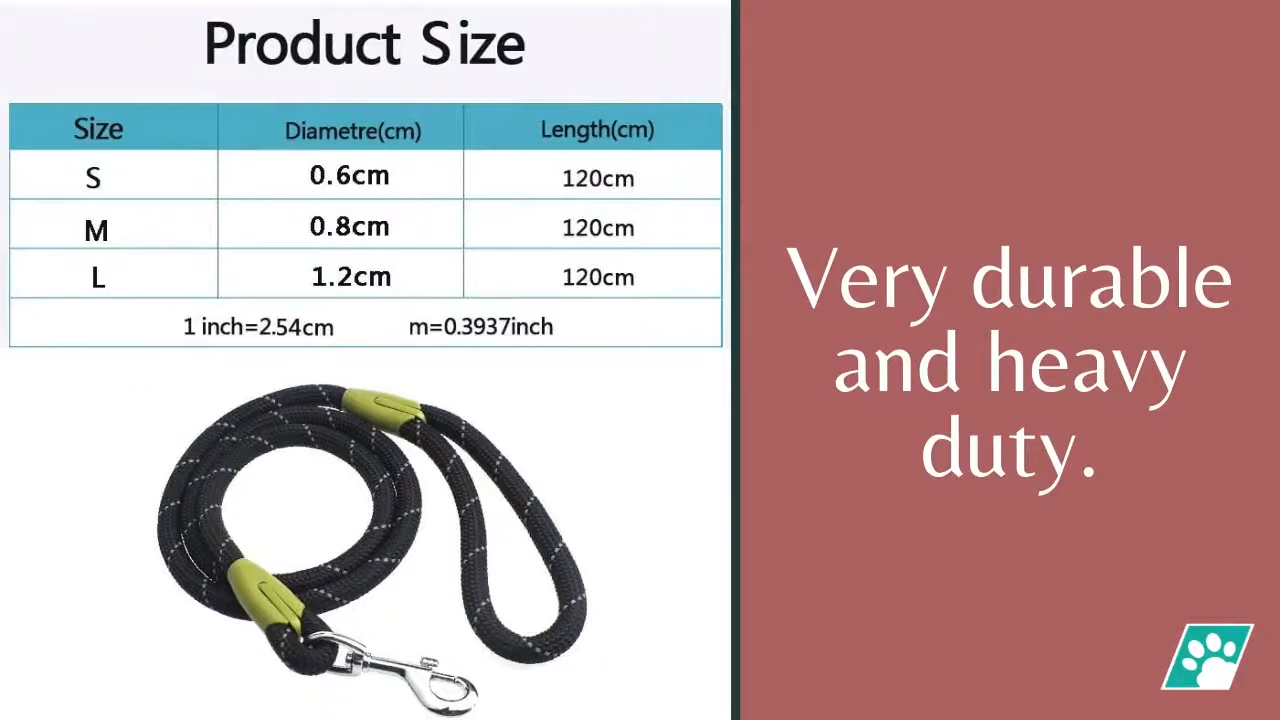 Product Size
Size Diametre(cm) Length(cm)
S 0.6cm 120cm
M 0.8cm 120cm
L 1.2cm 120cm
1 inch=2.54cm m=0.3937inch
Very durable
and heavy
duty.